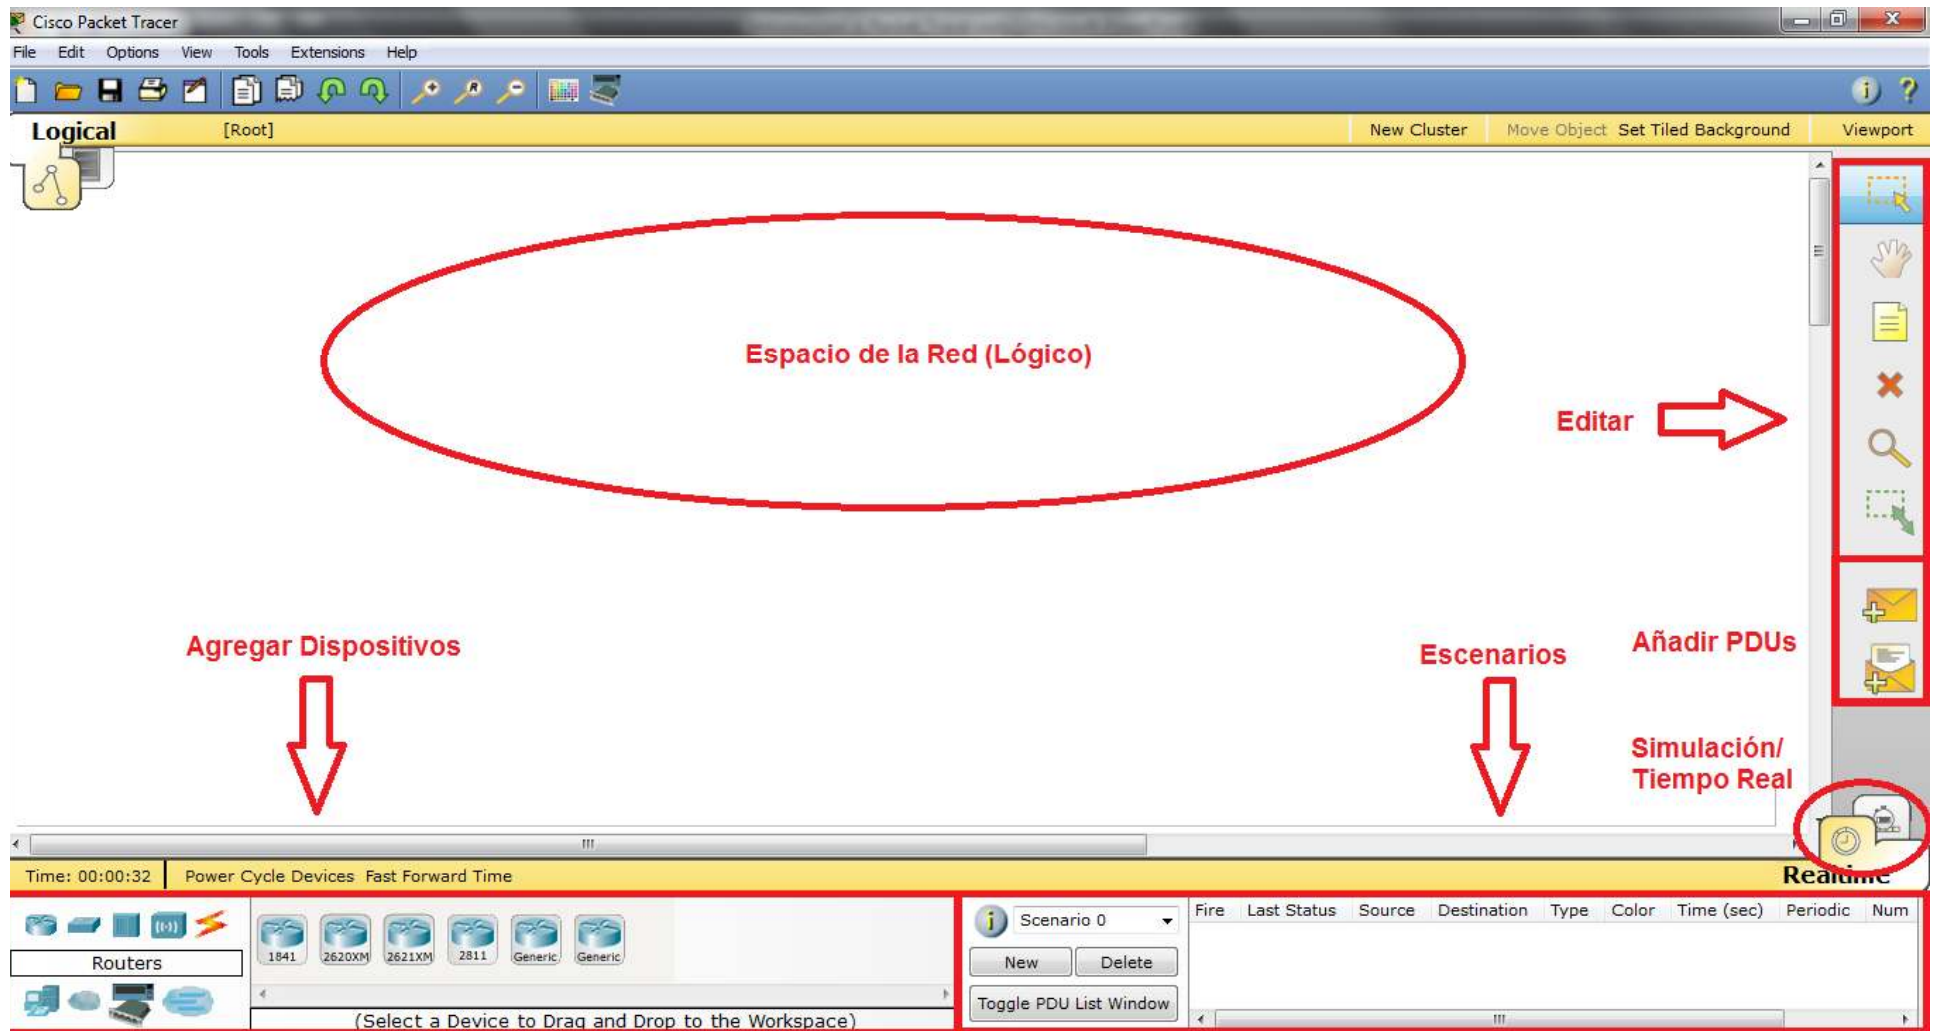 Cisco Packet Tracer
File Edit Options View Tools Extensions Help
Logical [Root] New Cluster Move Object Set Tiled Background Viewport
Espacio de la Red (Lógico)
Editar
Agregar Dispositivos
Escenarios
Añadir PDUs
Simulación/
Tiempo Real
Time: 00:00:32 Power Cycle Devices Fast Forward Time Realtime
Routers
1841 2620XM 2621XM 2811 Generic Generic
(Select a Device to Drag and Drop to the Workspace)
Scenario 0
New Delete
Toggle PDU List Window
Fire Last Status Source Destination Type Color Time (sec) Periodic Num